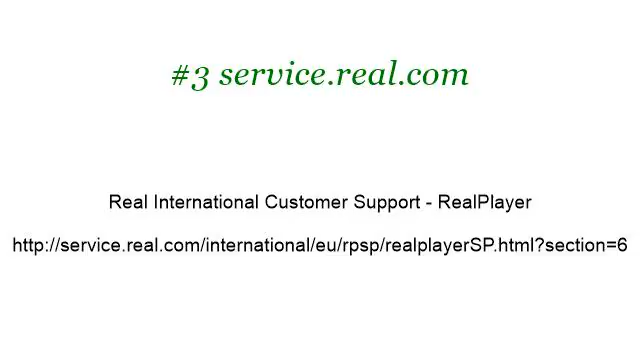 #3 service.real.com
Real International Customer Support - RealPlayer
http://service.real.com/international/eu/rpsp/realplayerSP.html?section=6